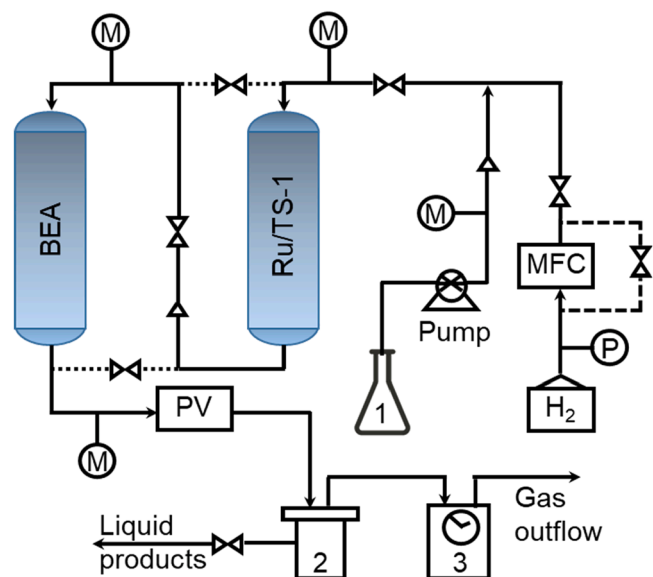 M
M
BEA
Ru/TS-1
M
MFC
Pump
P
1
H₂
PV
M
Liquid
products
2
3
Gas
outflow